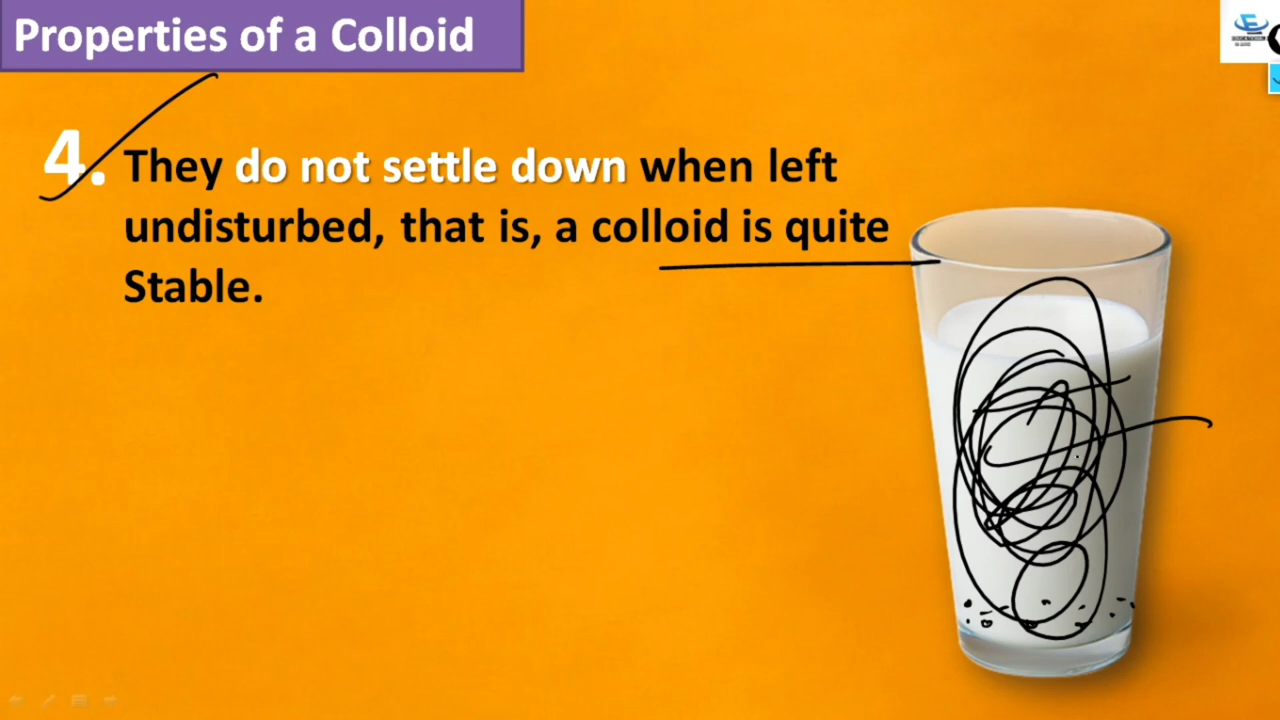 Properties of a Colloid
4. They do not settle down when left
undisturbed, that is, a colloid is quite
Stable.